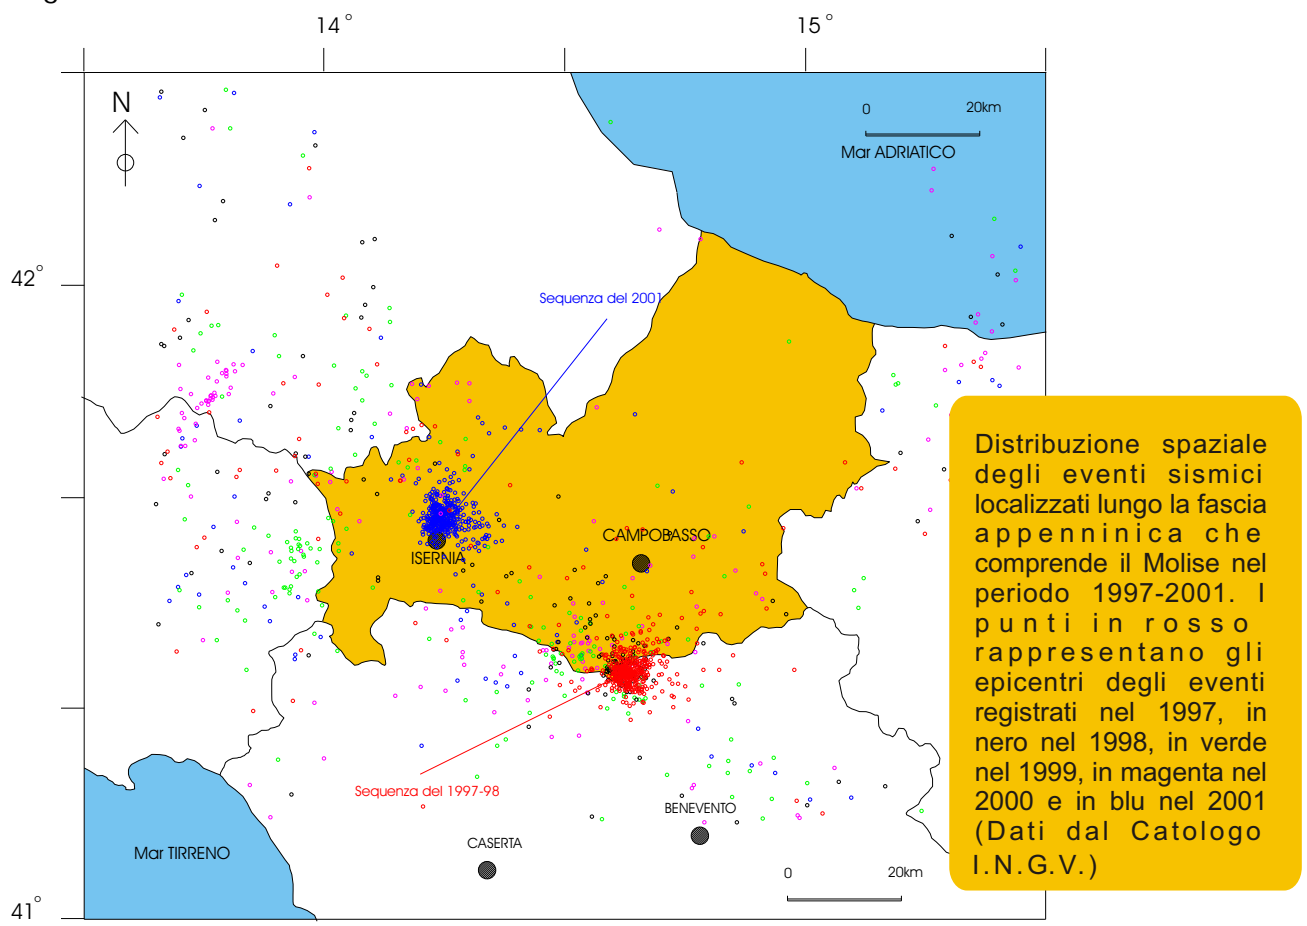 14°
15°
N
0 20km
Mar ADRIATICO
42°
Sequenza del 2001
CAMPOBASSO
ISERNIA
Sequenza del 1997-98
BENEVENTO
CASERTA
Mar TIRRENO
0 20km
41°
Distribuzione spaziale
degli eventi sismici
localizzati lungo la fascia
appenninica che
comprende il Molise nel
periodo 1997-2001. I
punti in rosso
rappresentano gli
epicentri degli eventi
registrati nel 1997, in
nero nel 1998, in verde
nel 1999, in magenta nel
2000 e in blu nel 2001
(Dati dal Catologo
I.N.G.V.)